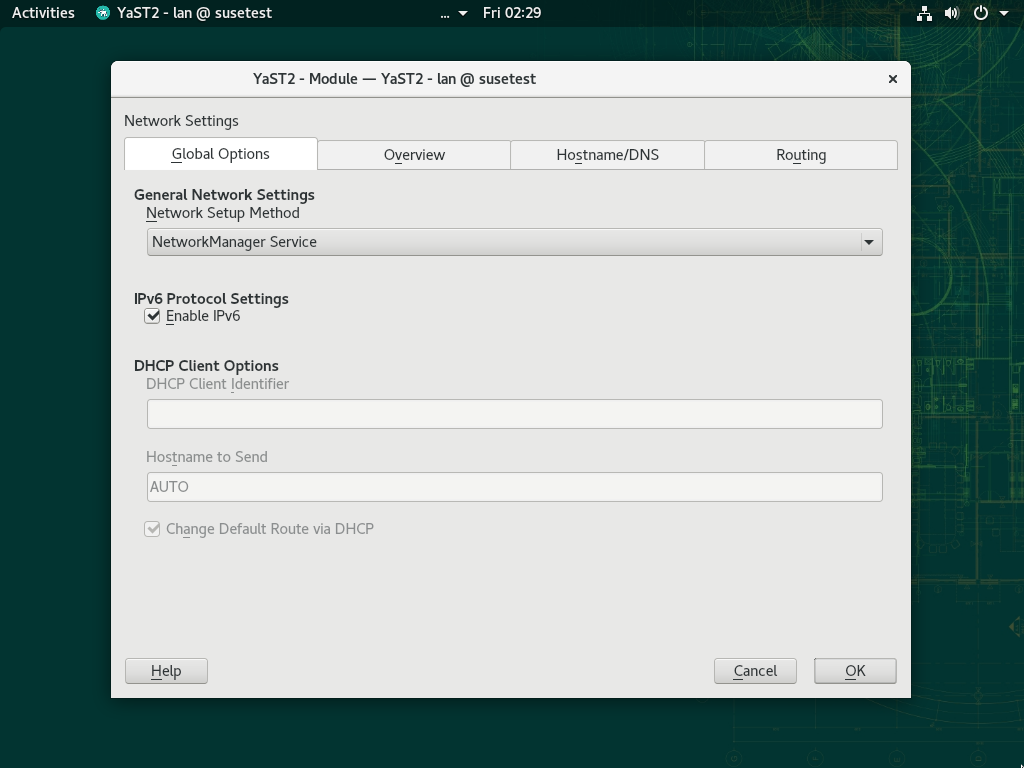 Activities YaST2 - lan @ susetest ... Fri 02:29
YaST2 - Module — YaST2 - lan @ susetest
Network Settings
Global Options Overview Hostname/DNS Routing
General Network Settings
Network Setup Method
NetworkManager Service
IPv6 Protocol Settings
Enable IPv6
DHCP Client Options
DHCP Client Identifier
Hostname to Send
AUTO
Change Default Route via DHCP
Help Cancel OK